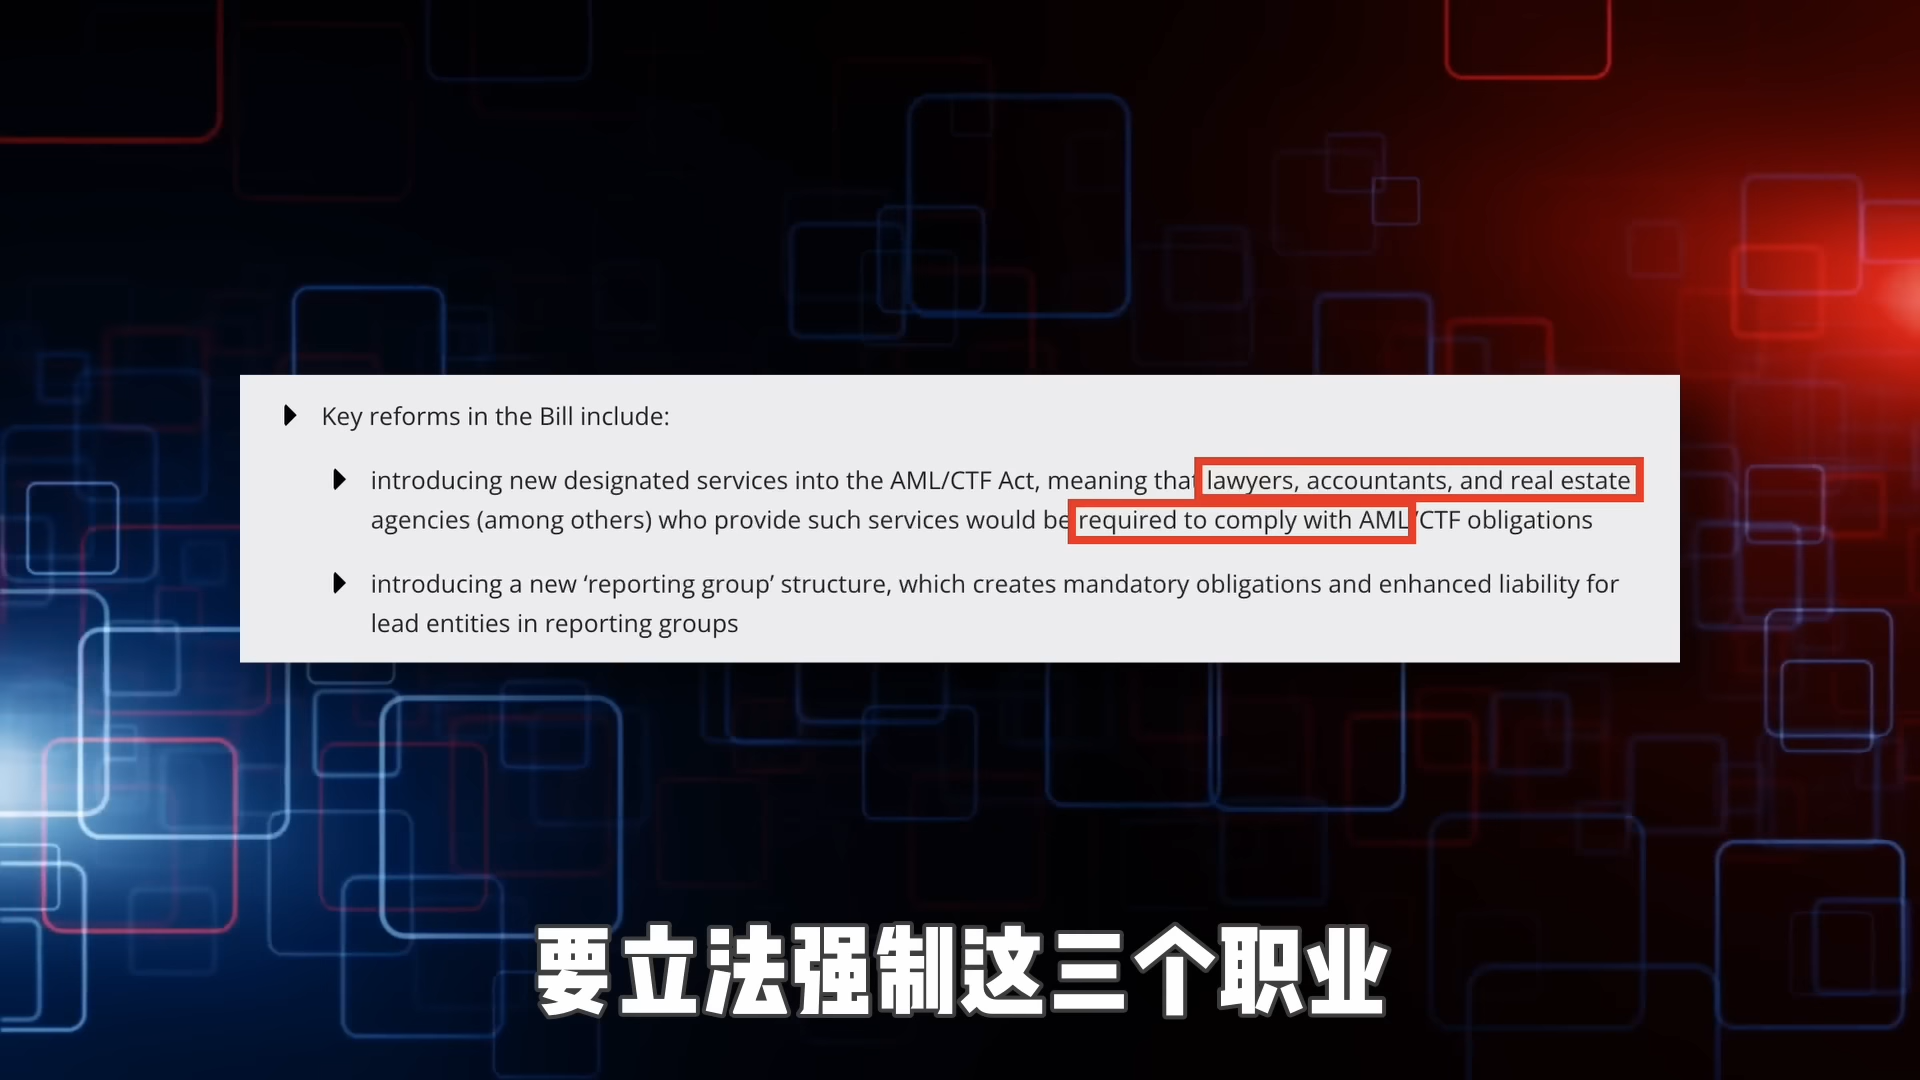 Key reforms in the Bill include:
introducing new designated services into the AML/CTF Act, meaning that lawyers, accountants, and real estate
agencies (among others) who provide such services would be required to comply with AML/CTF obligations
introducing a new ‘reporting group’ structure, which creates mandatory obligations and enhanced liability for
lead entities in reporting groups
要立法强制这三个职业